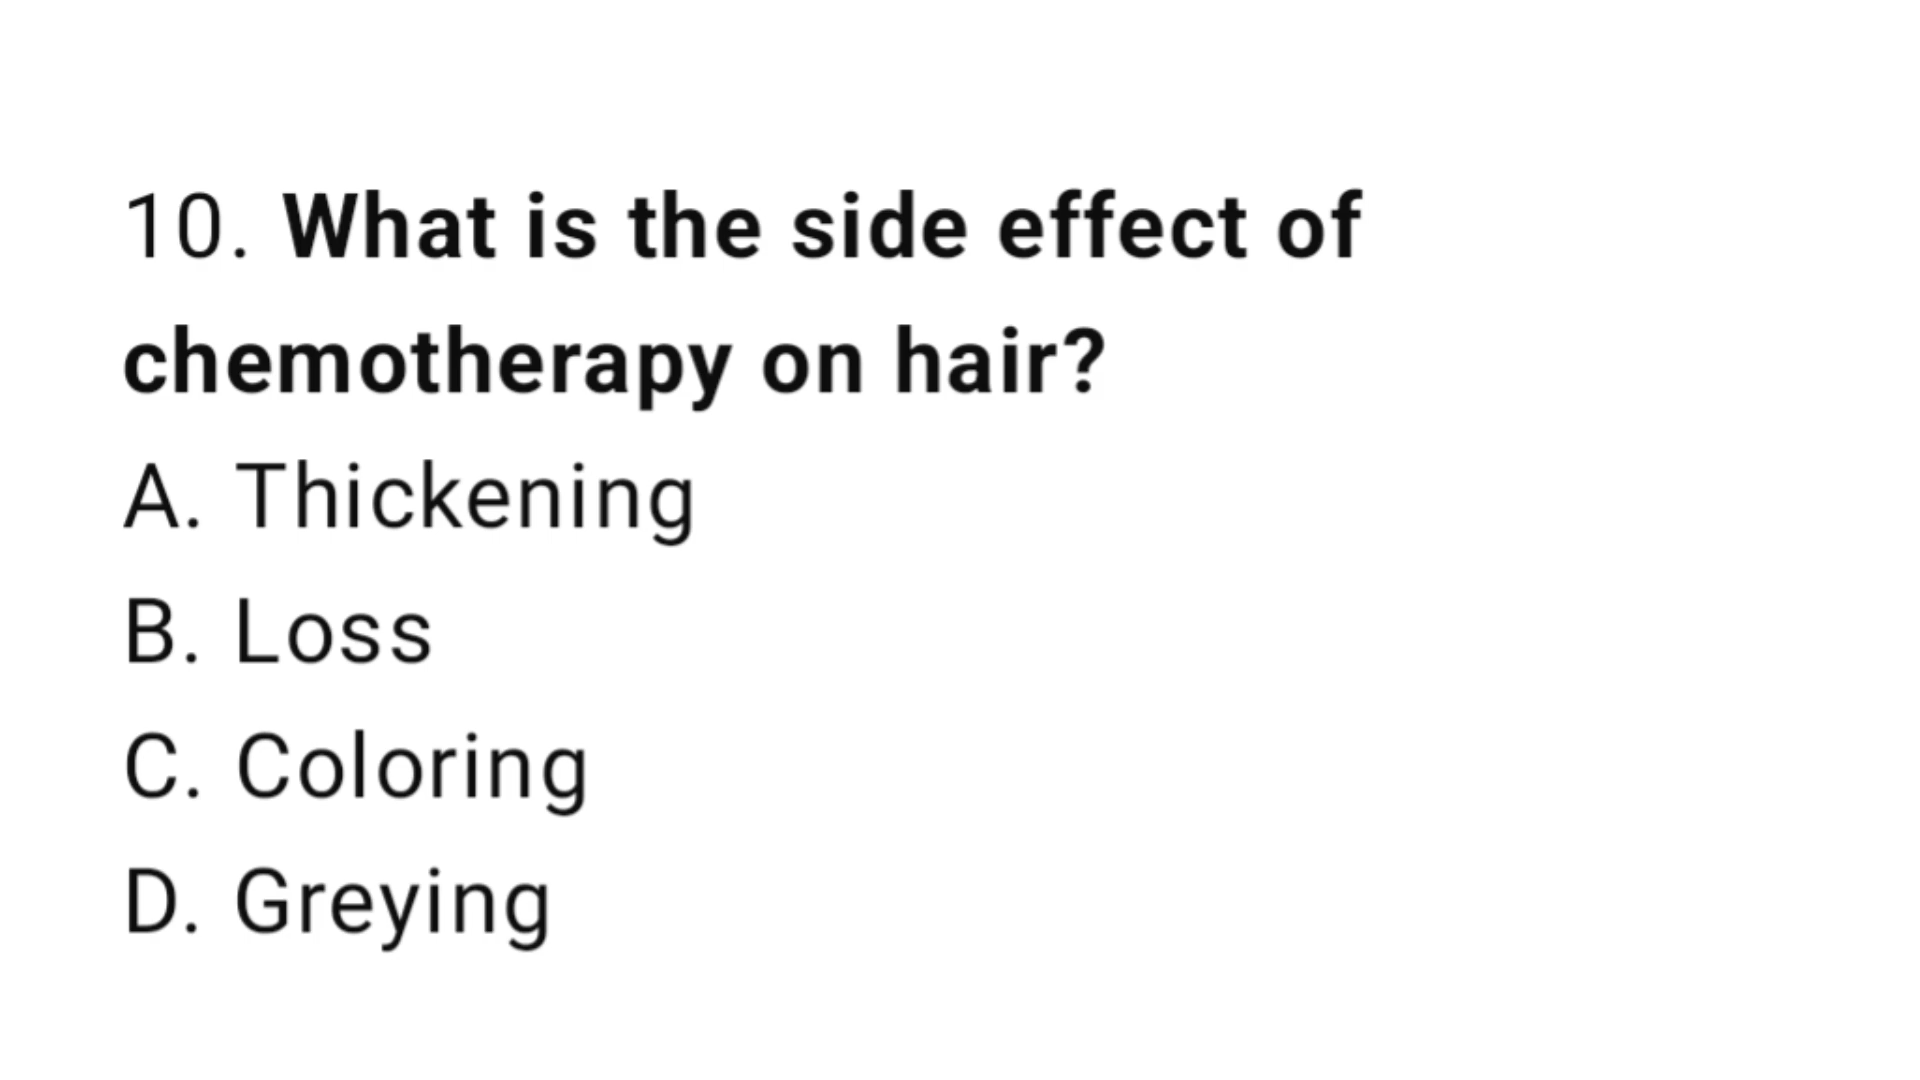 10. What is the side effect of
chemotherapy on hair?
A. Thickening
B. Loss
C. Coloring
D. Greying